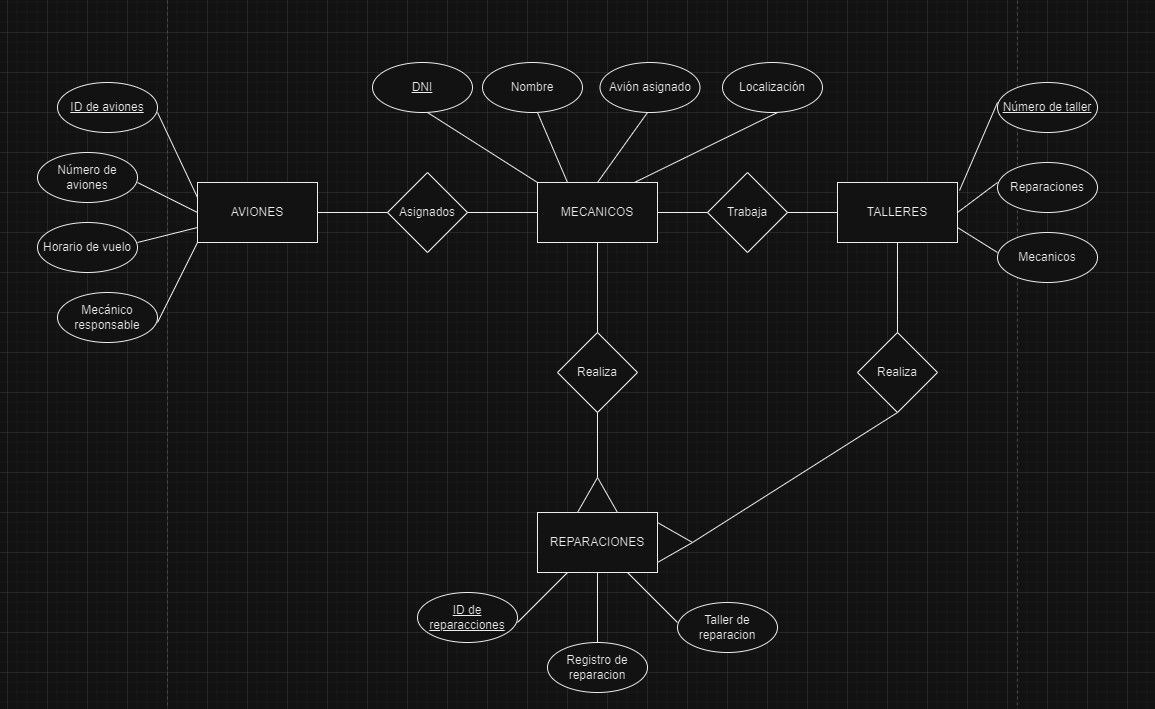 DNI
Nombre
Avión asignado
Localización
ID de aviones
Número de taller
Número de
aviones
Reparaciones
AVIONES
Asignados
MECANICOS
Trabaja
TALLERES
Horario de vuelo
Mecanicos
Mecánico
responsable
Realiza
Realiza
REPARACIONES
ID de
reparacciones
Taller de
reparacion
Registro de
reparacion